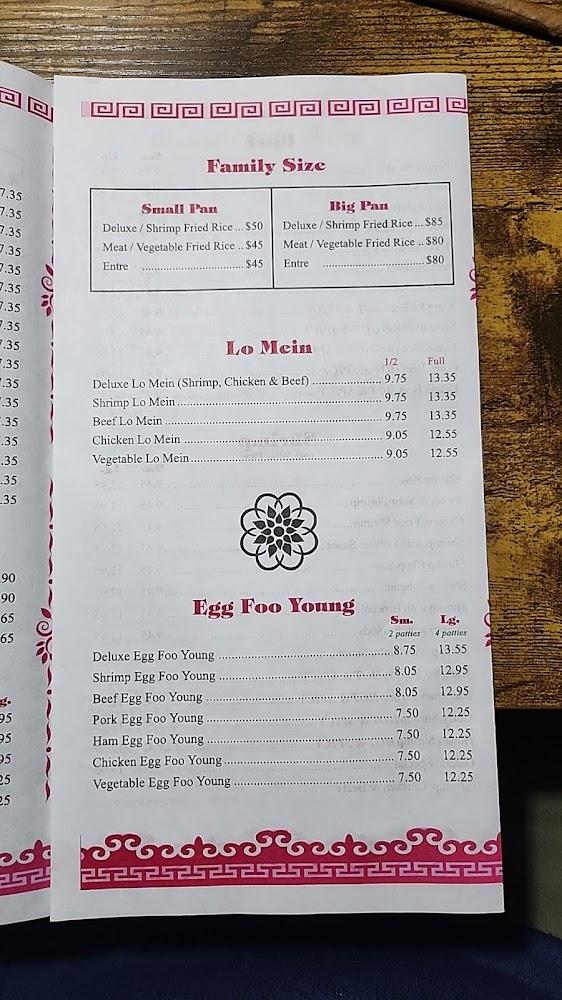 Family Size
Small Pan
Deluxe / Shrimp Fried Rice ... $50
Meat / Vegetable Fried Rice .. $45
Entre ................................ $45
Big Pan
Deluxe / Shrimp Fried Rice ... $85
Meat / Vegetable Fried Rice .. $80
Entre ................................ $80
Lo Mein
1/2 Full
Deluxe Lo Mein (Shrimp, Chicken & Beef) ..................... 9.75 13.35
Shrimp Lo Mein ..................... 9.75 13.35
Beef Lo Mein ..................... 9.75 13.35
Chicken Lo Mein ..................... 9.05 12.55
Vegetable Lo Mein ..................... 9.05 12.55
Egg Foo Young
Sm. Lg.
2 patties 4 patties
Deluxe Egg Foo Young ..................... 8.75 13.55
Shrimp Egg Foo Young ..................... 8.05 12.95
Beef Egg Foo Young ..................... 8.05 12.95
Pork Egg Foo Young ..................... 7.50 12.25
Ham Egg Foo Young ..................... 7.50 12.25
Chicken Egg Foo Young ..................... 7.50 12.25
Vegetable Egg Foo Young ..................... 7.50 12.25